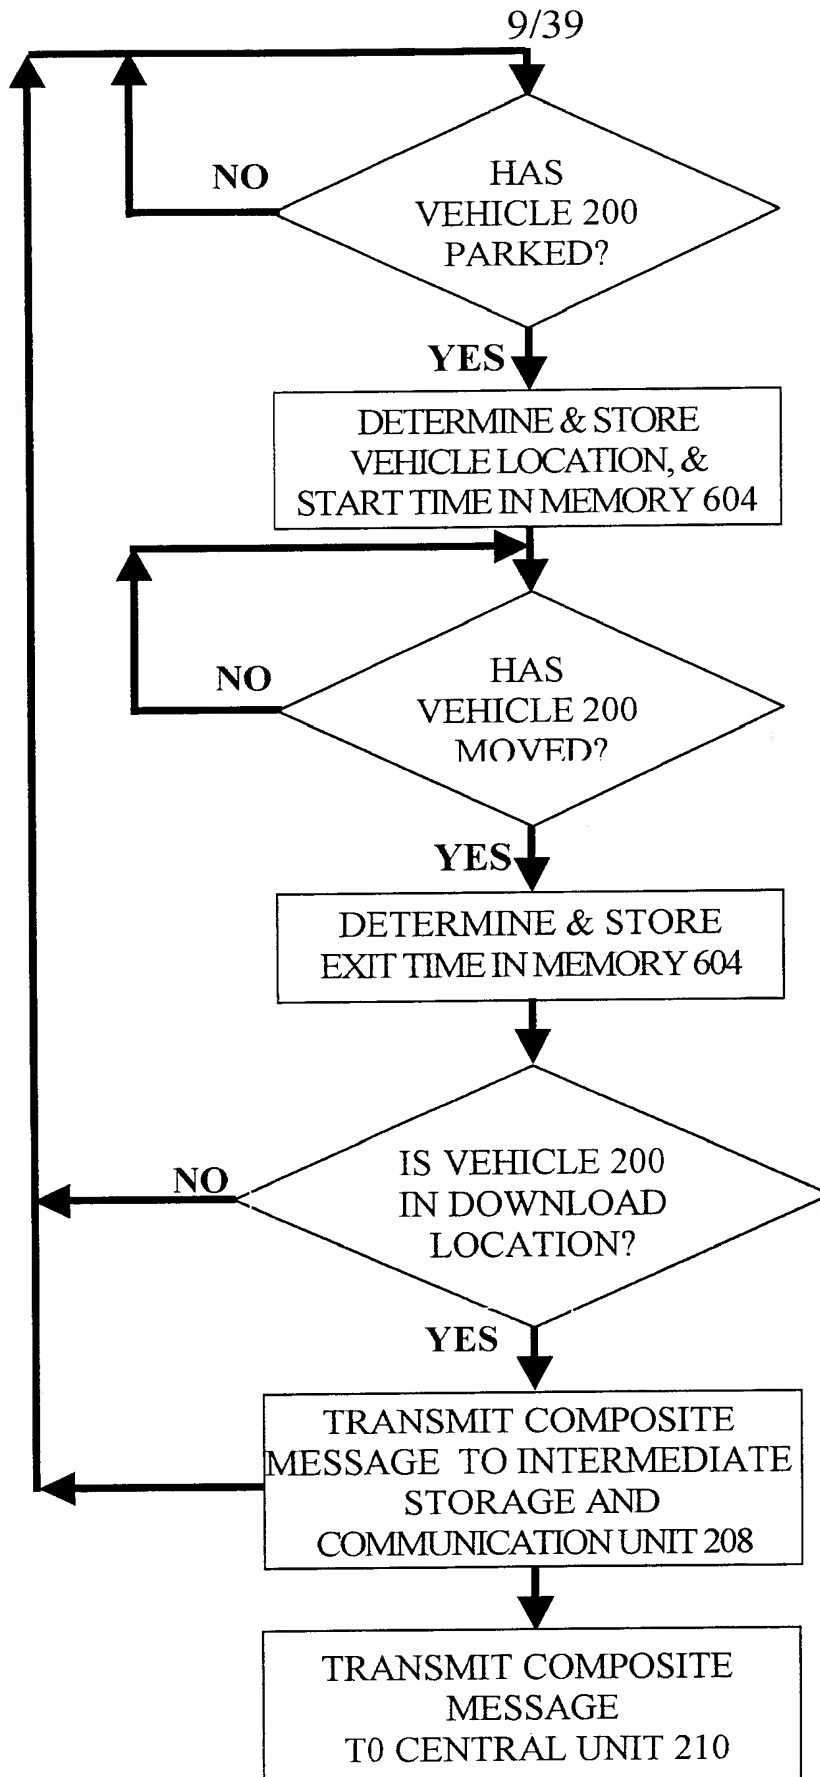 9/39
NO
HAS
VEHICLE 200
PARKED?
YES
DETERMINE & STORE
VEHICLE LOCATION, &
START TIME IN MEMORY 604
NO
HAS
VEHICLE 200
MOVED?
YES
DETERMINE & STORE
EXIT TIME IN MEMORY 604
NO
IS VEHICLE 200
IN DOWNLOAD
LOCATION?
YES
TRANSMIT COMPOSITE
MESSAGE TO INTERMEDIATE
STORAGE AND
COMMUNICATION UNIT 208
TRANSMIT COMPOSITE
MESSAGE
T0 CENTRAL UNIT 210